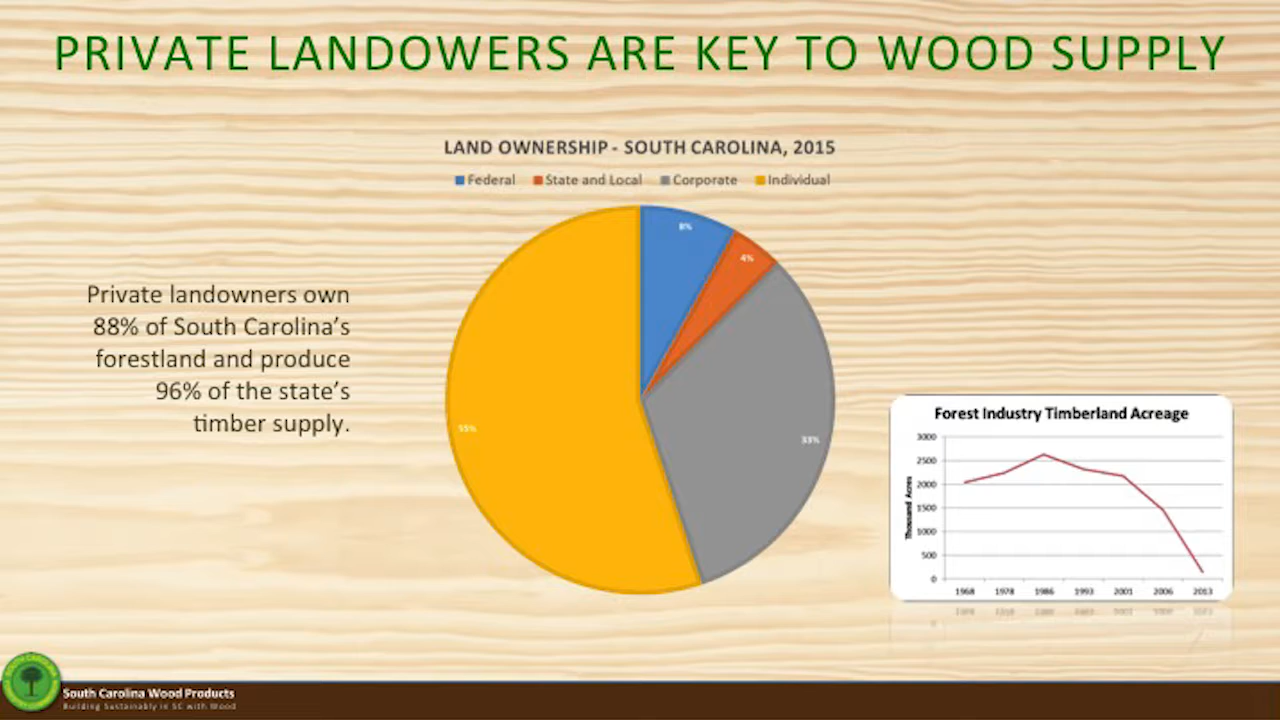 PRIVATE LANDOWERS ARE KEY TO WOOD SUPPLY
LAND OWNERSHIP - SOUTH CAROLINA, 2015
Federal State and Local Corporate Individual
8%
4%
33%
55%
Private landowners own
88% of South Carolina's
forestland and produce
96% of the state's
timber supply.
Forest Industry Timberland Acreage
Thousand Acres
3000
2500
2000
1500
1000
500
0
1968 1978 1986 1993 2001 2006 2013
South Carolina Wood Products
Building Sustainably in SC with Wood